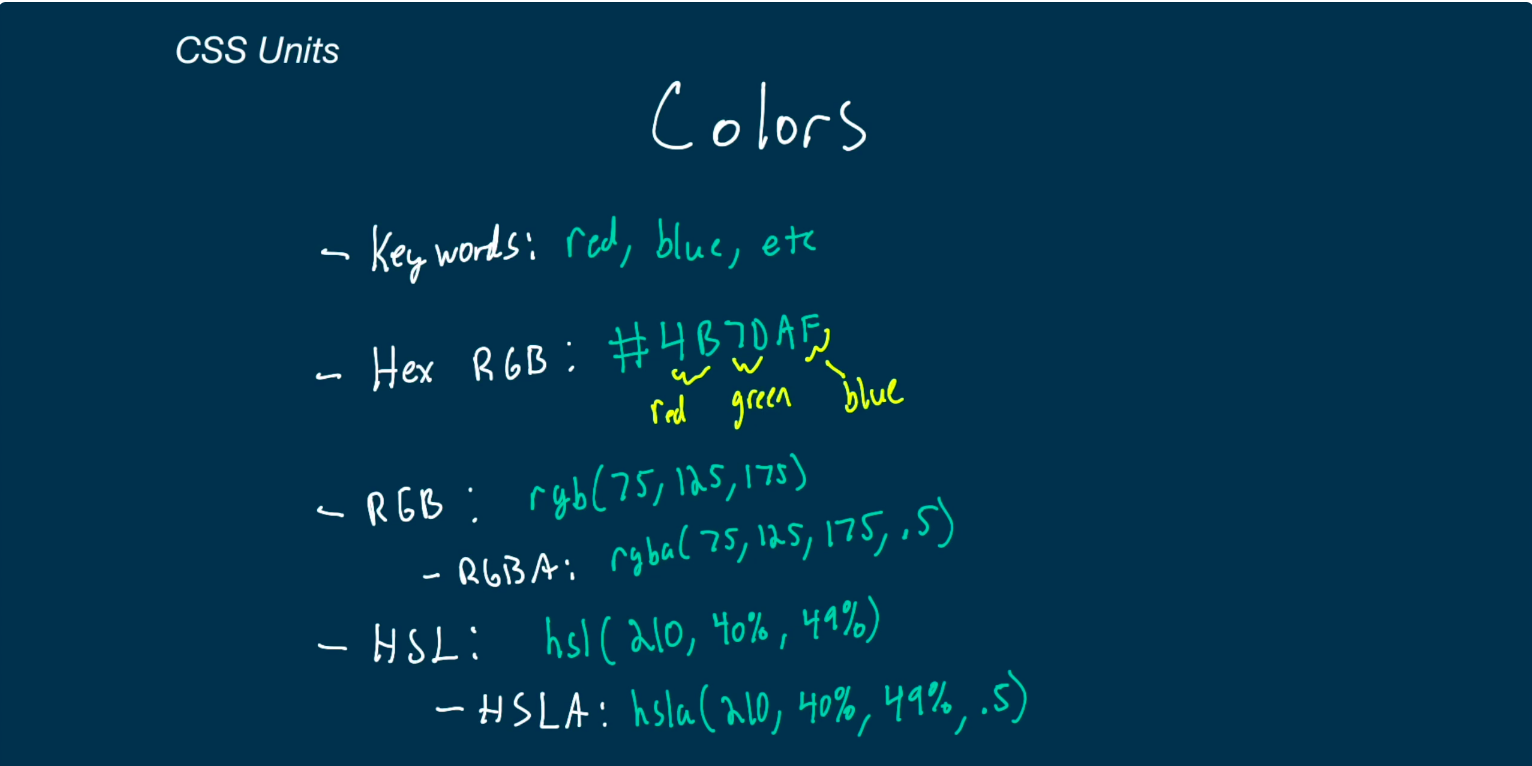 CSS Units
Colors
- Keywords: red, blue, etc
- Hex RGB: #4B7DAF
red green blue
- RGB: rgb(75, 125, 175)
- RGBA: rgba(75, 125, 175, .5)
- HSL: hsl(210, 40%, 49%)
- HSLA: hsla(210, 40%, 49%, .5)